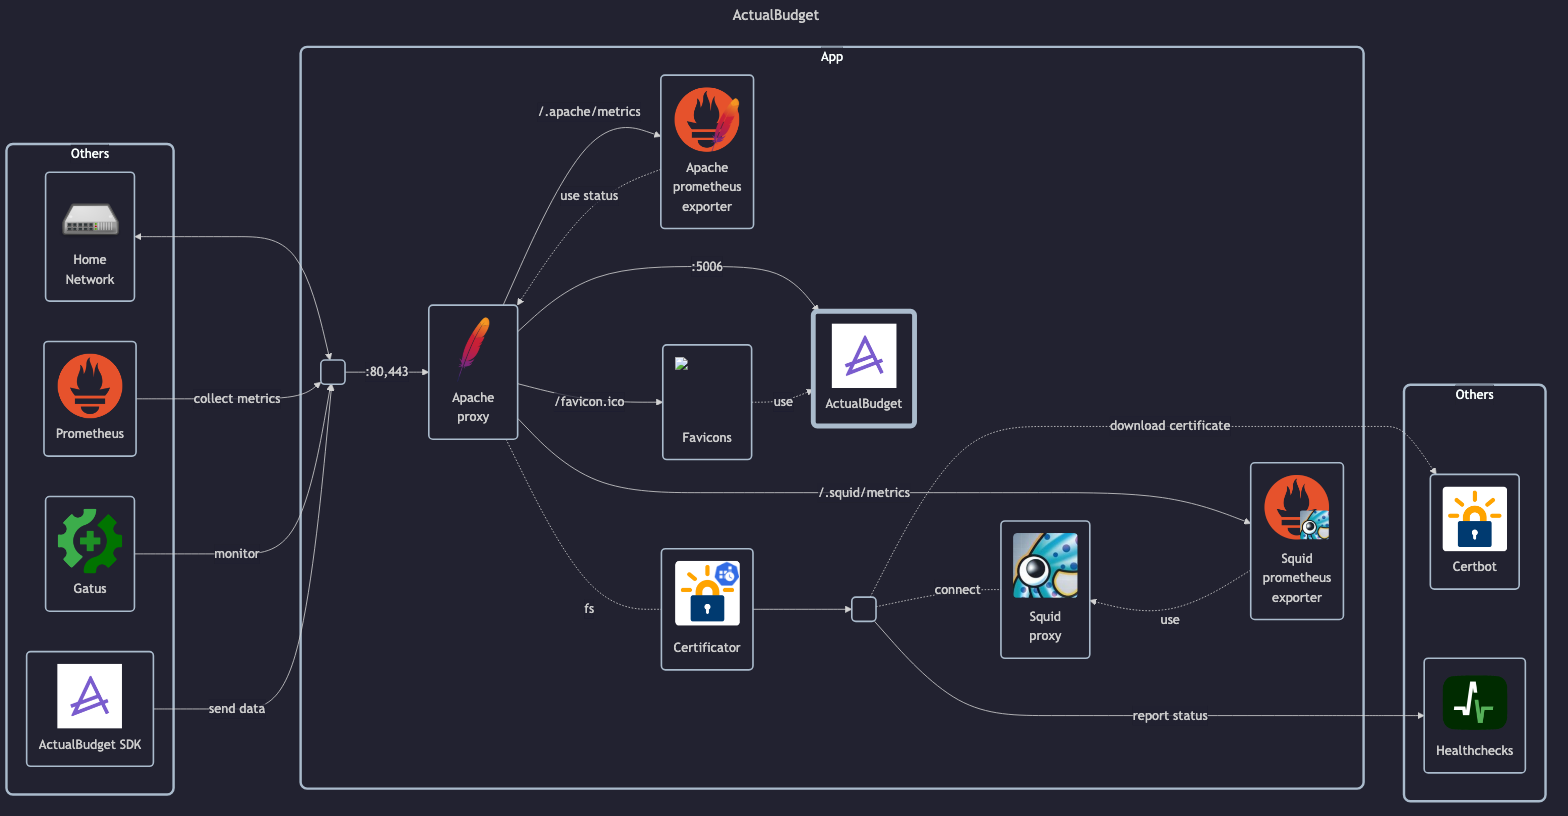 ActualBudget
App
/.apache/metrics
Apache
prometheus
exporter
use status
Others
Home
Network
:5006
Prometheus
collect metrics
:80,443
Apache
proxy
/favicon.ico
Favicons
use
ActualBudget
Others
download certificate
/.squid/metrics
Certbot
Gatus
monitor
fs
Certificator
connect
Squid
proxy
use
Squid
prometheus
exporter
ActualBudget SDK
send data
report status
Healthchecks